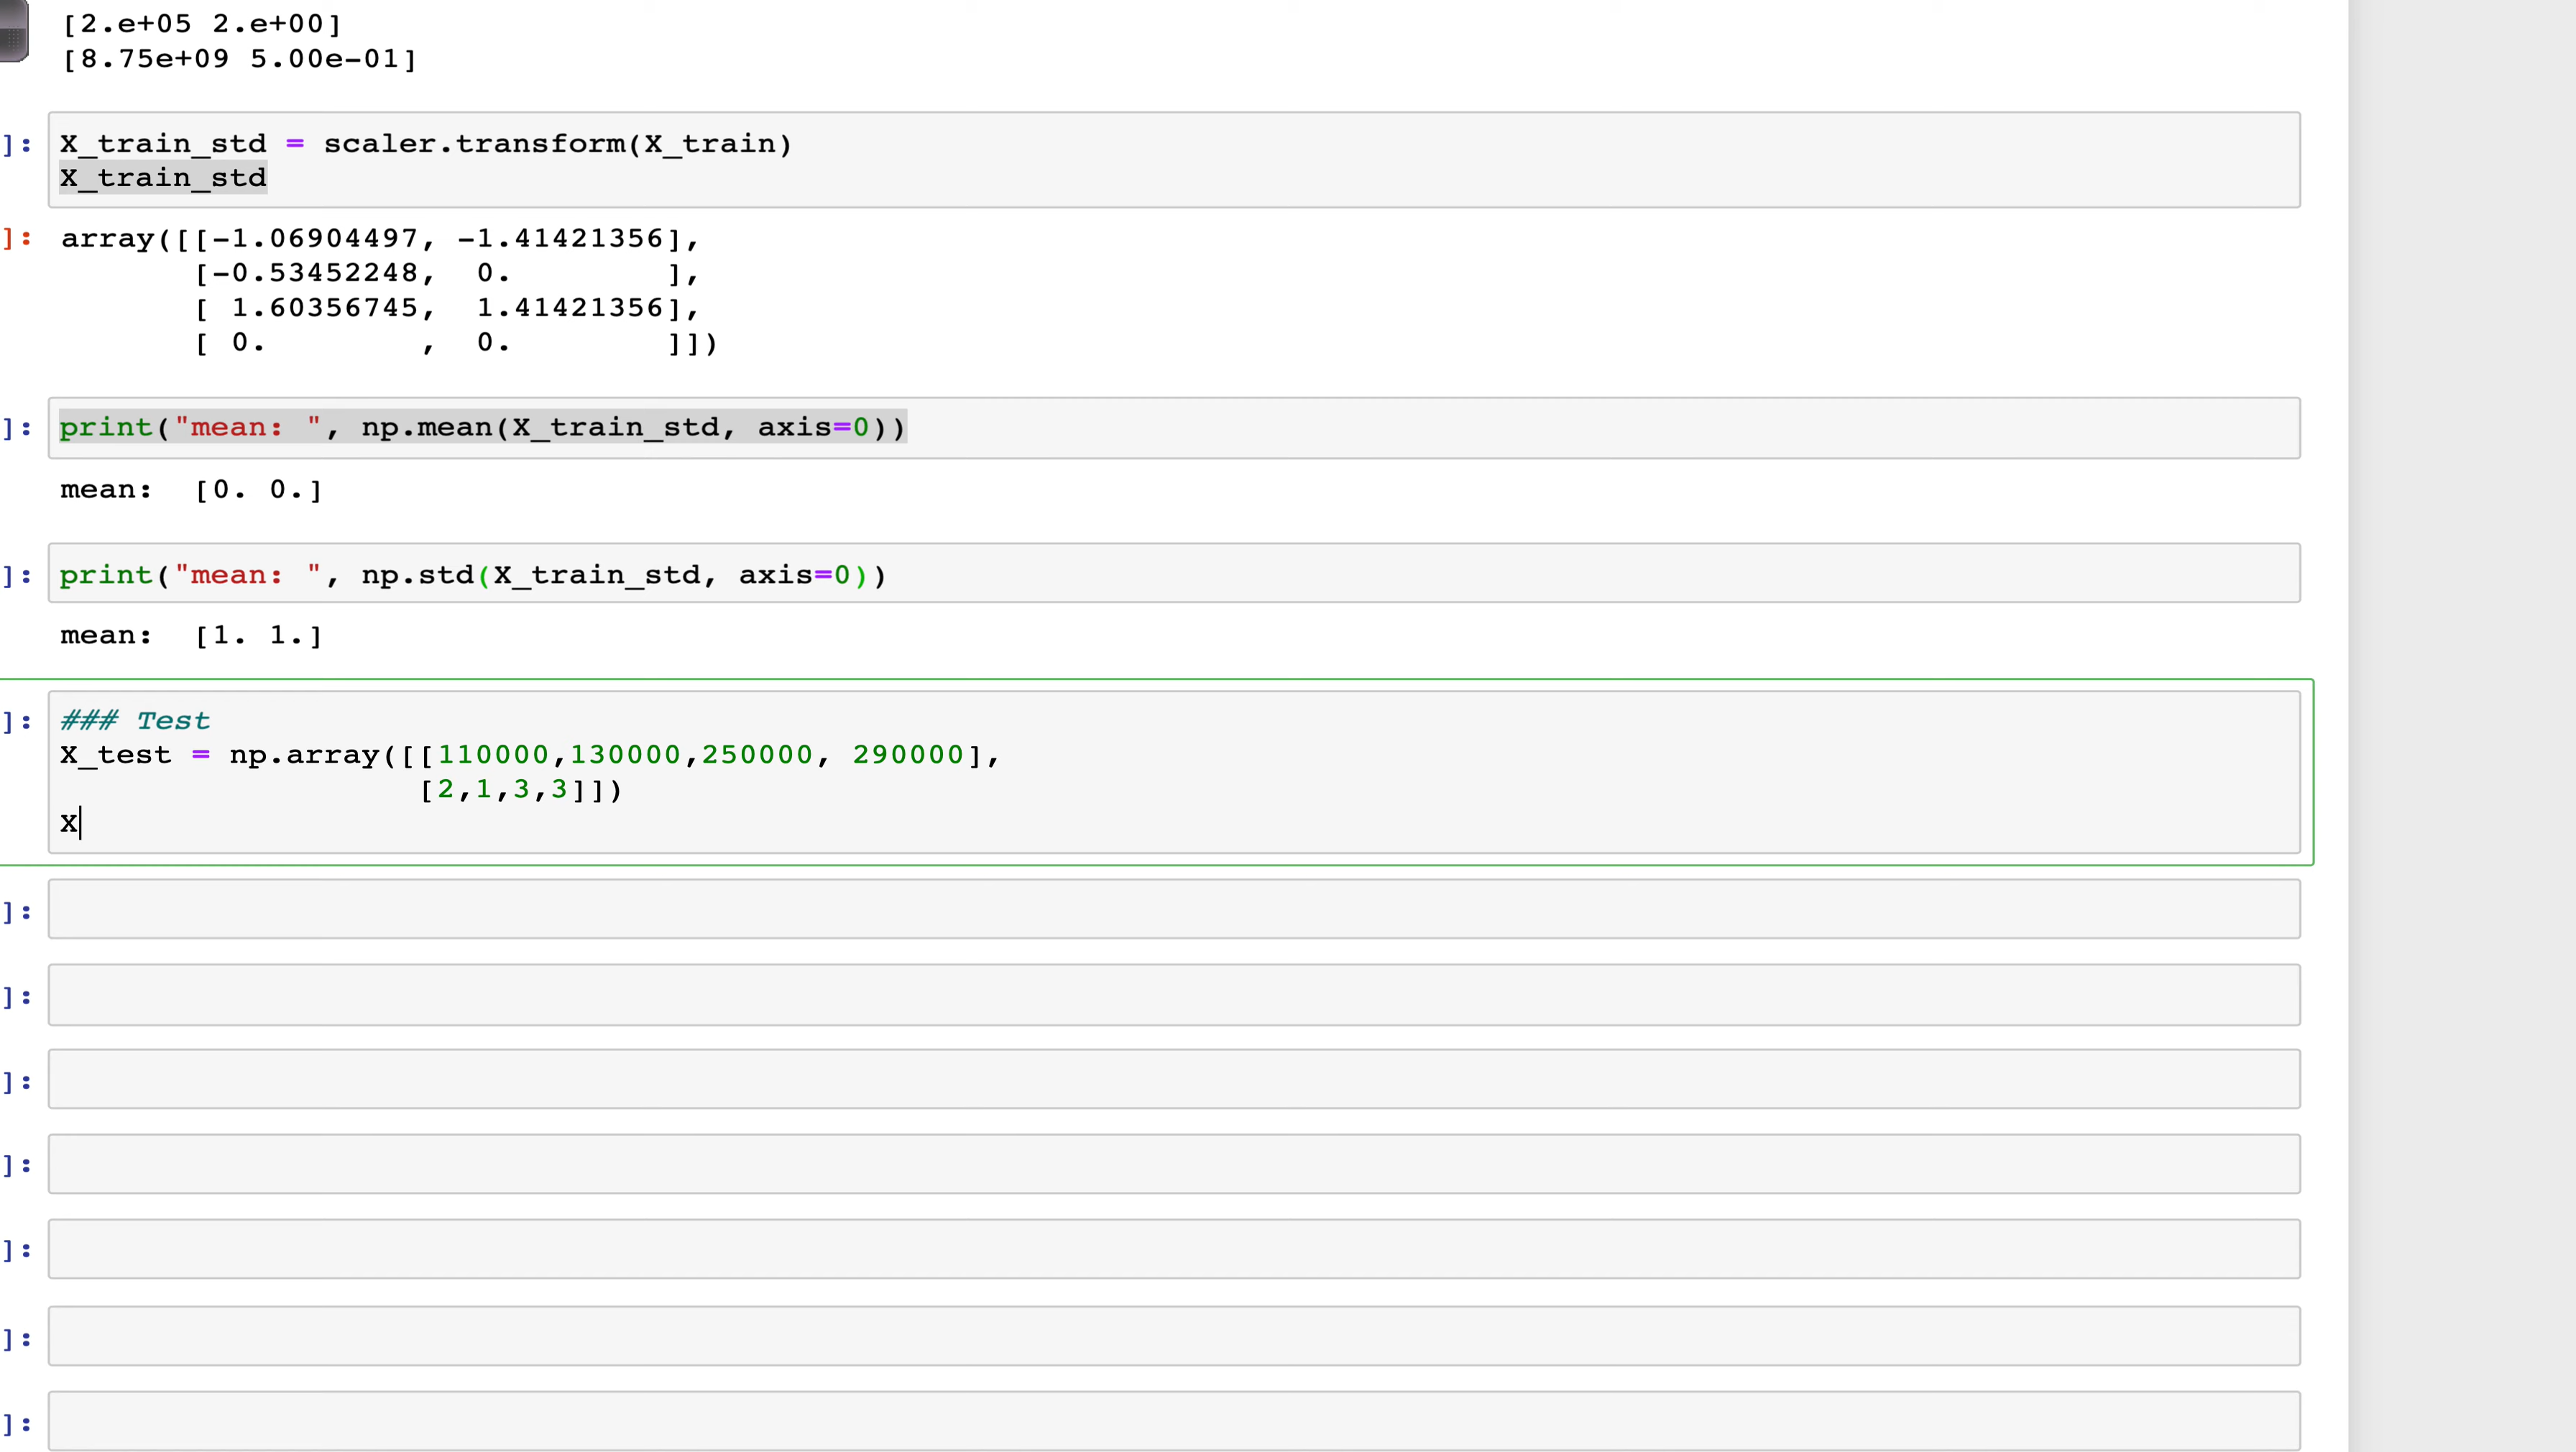 [2.e+05 2.e+00]
[8.75e+09 5.00e-01]
]: X_train_std = scaler.transform(X_train)
X_train_std
]: array([[-1.06904497, -1.41421356],
[-0.53452248, 0. ],
[ 1.60356745, 1.41421356],
[ 0. , 0. ]])
]: print("mean: ", np.mean(X_train_std, axis=0))
mean: [0. 0.]
]: print("mean: ", np.std(X_train_std, axis=0))
mean: [1. 1.]
]: ### Test
X_test = np.array([[110000,130000,250000, 290000],
[2,1,3,3]])
X
]:
]:
]:
]:
]:
]:
]: